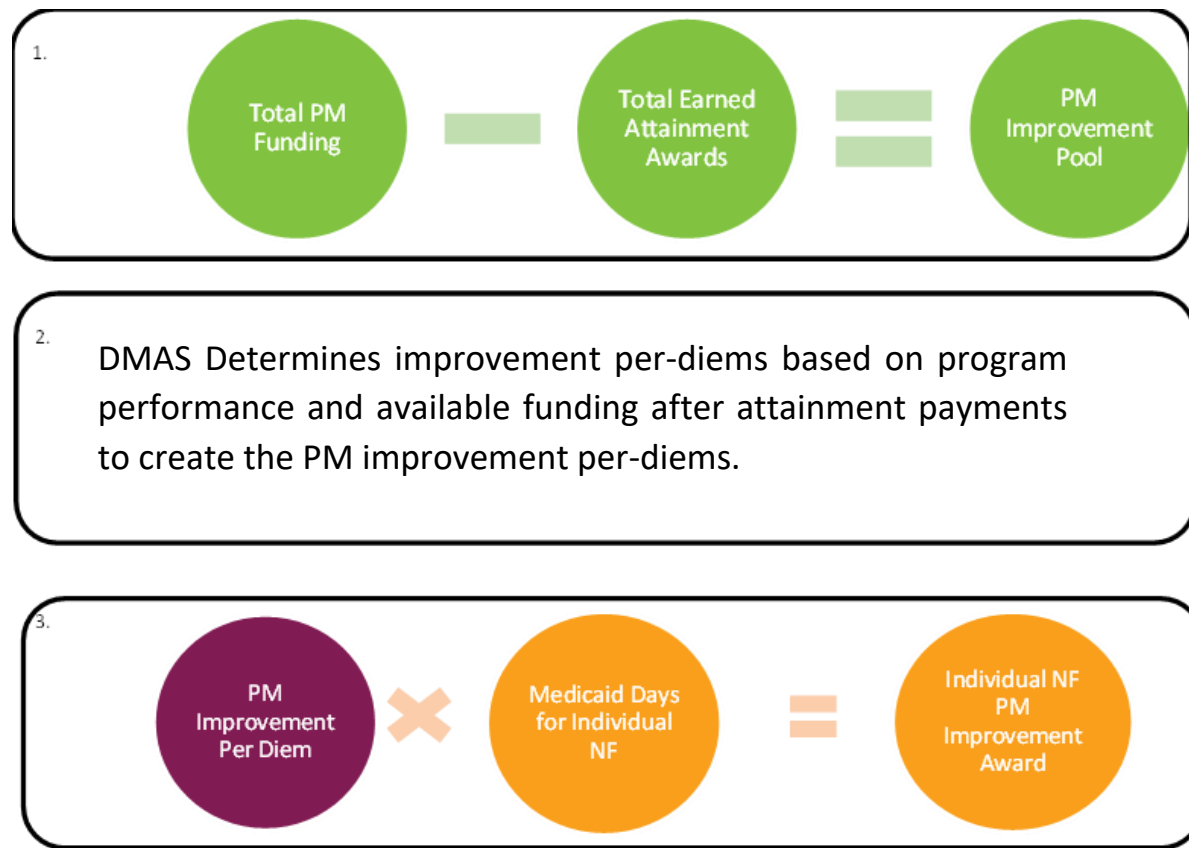 1.
Total PM
Funding
Total Earned
Attainment
Awards
PM
Improvement
Pool
2.
DMAS Determines improvement per-diems based on program
performance and available funding after attainment payments
to create the PM improvement per-diems.
3.
PM
Improvement
Per Diem
Medicaid Days
for Individual
NF
Individual NF
PM
Improvement
Award